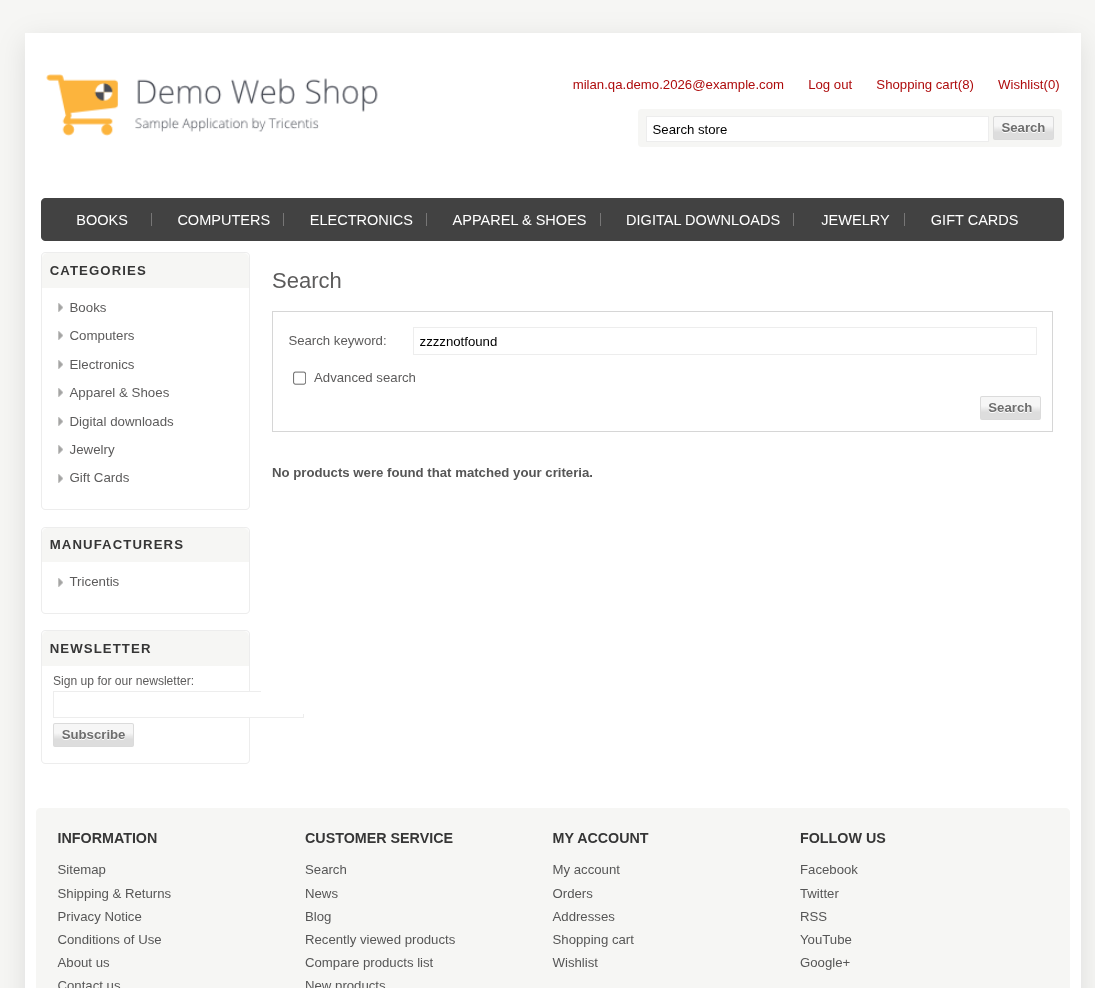 Demo Web Shop
Sample Application by Tricentis
milan.qa.demo.2026@example.com Log out Shopping cart(8) Wishlist(0)
Search store Search
BOOKS COMPUTERS ELECTRONICS APPAREL & SHOES DIGITAL DOWNLOADS JEWELRY GIFT CARDS
CATEGORIES
Books
Computers
Electronics
Apparel & Shoes
Digital downloads
Jewelry
Gift Cards
MANUFACTURERS
Tricentis
NEWSLETTER
Sign up for our newsletter:
Subscribe
Search
Search keyword: zzzznotfound
Advanced search
Search
No products were found that matched your criteria.
INFORMATION
Sitemap
Shipping & Returns
Privacy Notice
Conditions of Use
About us
Contact us
CUSTOMER SERVICE
Search
News
Blog
Recently viewed products
Compare products list
New products
MY ACCOUNT
My account
Orders
Addresses
Shopping cart
Wishlist
FOLLOW US
Facebook
Twitter
RSS
YouTube
Google+